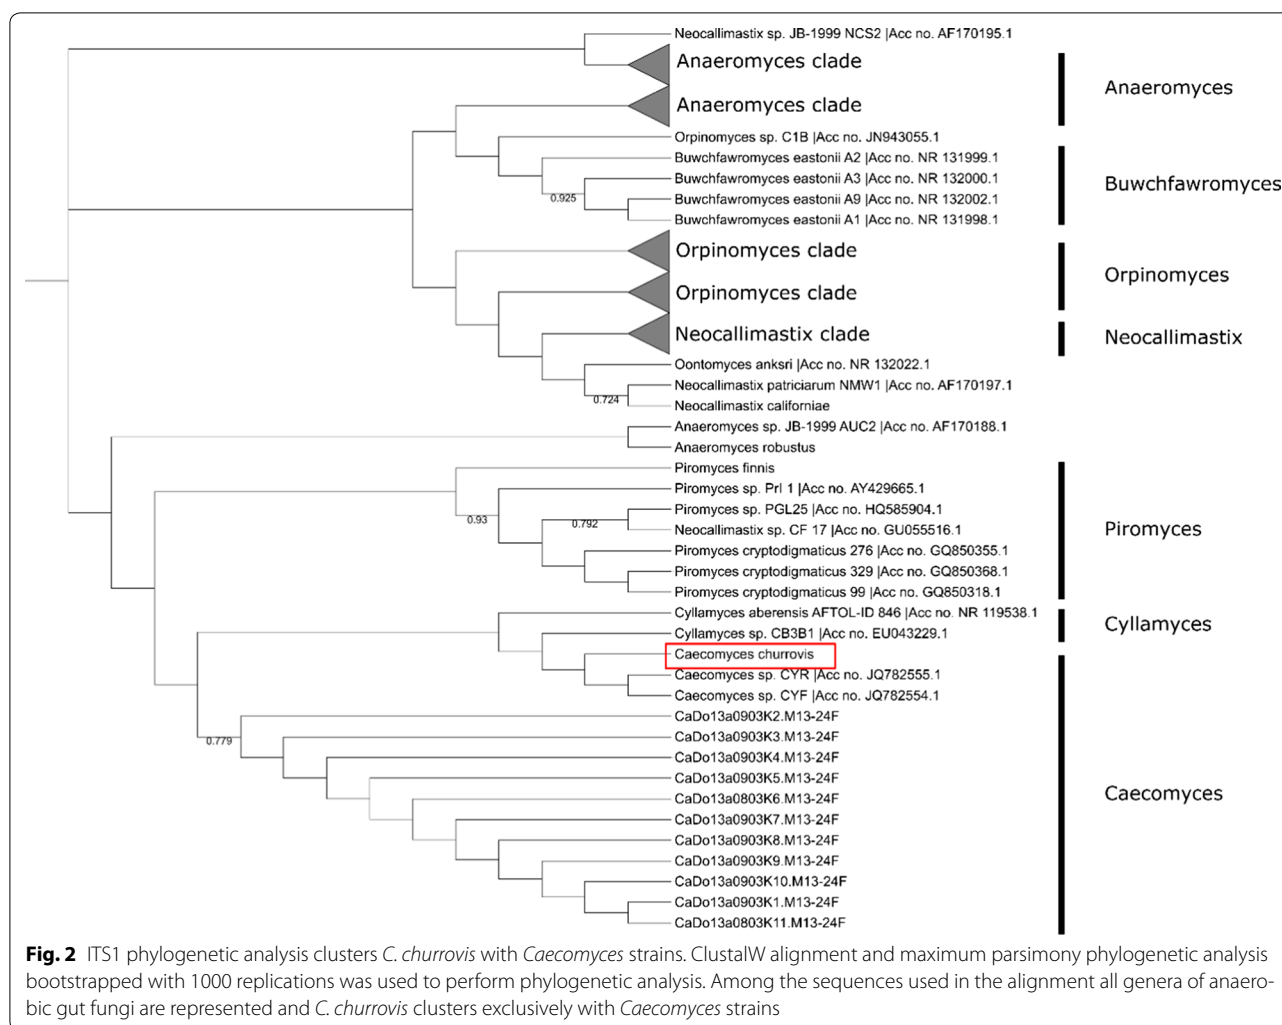 Neocallimastix sp. JB-1999 NCS2 |Acc no. AF170195.1
Anaeromyces clade
Anaeromyces
Anaeromyces clade
Orpinomyces sp. C1B |Acc no. JN943055.1
Buwchfawromyces eastonii A2 |Acc no. NR 131999.1
Buwchfawromyces eastonii A3 |Acc no. NR 132000.1
Buwchfawromyces
0.925
Buwchfawromyces eastonii A9 |Acc no. NR 132002.1
Buwchfawromyces eastonii A1 |Acc no. NR 131998.1
Orpinomyces clade
Orpinomyces
Orpinomyces clade
Neocallimastix clade
Neocallimastix
Oontomyces anksri |Acc no. NR 132022.1
Neocallimastix patriciarum NMW1 |Acc no. AF170197.1
0.724
Neocallimastix californiae
Anaeromyces sp. JB-1999 AUC2 |Acc no. AF170188.1
Anaeromyces robustus
Piromyces finnis
Piromyces sp. PrI 1 |Acc no. AY429665.1
Piromyces sp. PGL25 |Acc no. HQ585904.1
0.93
0.792
Neocallimastix sp. CF 17 |Acc no. GU055516.1
Piromyces
Piromyces cryptodigmaticus 276 |Acc no. GQ850355.1
Piromyces cryptodigmaticus 329 |Acc no. GQ850368.1
Piromyces cryptodigmaticus 99 |Acc no. GQ850318.1
Cyllamyces aberensis AFTOL-ID 846 |Acc no. NR 119538.1
Cyllamyces
Cyllamyces sp. CB3B1 |Acc no. EU043229.1
Caecomyces churrovis
Caecomyces sp. CYR |Acc no. JQ782555.1
Caecomyces sp. CYF |Acc no. JQ782554.1
CaDo13a0903K2.M13-24F
0.779
CaDo13a0903K3.M13-24F
CaDo13a0903K4.M13-24F
CaDo13a0903K5.M13-24F
Caecomyces
CaDo13a0803K6.M13-24F
CaDo13a0903K7.M13-24F
CaDo13a0903K8.M13-24F
CaDo13a0903K9.M13-24F
CaDo13a0903K10.M13-24F
CaDo13a0903K1.M13-24F
CaDo13a0803K11.M13-24F
Fig. 2 ITS1 phylogenetic analysis clusters C. churrovis with Caecomyces strains. ClustalW alignment and maximum parsimony phylogenetic analysis
bootstrapped with 1000 replications was used to perform phylogenetic analysis. Among the sequences used in the alignment all genera of anaero-
bic gut fungi are represented and C. churrovis clusters exclusively with Caecomyces strains